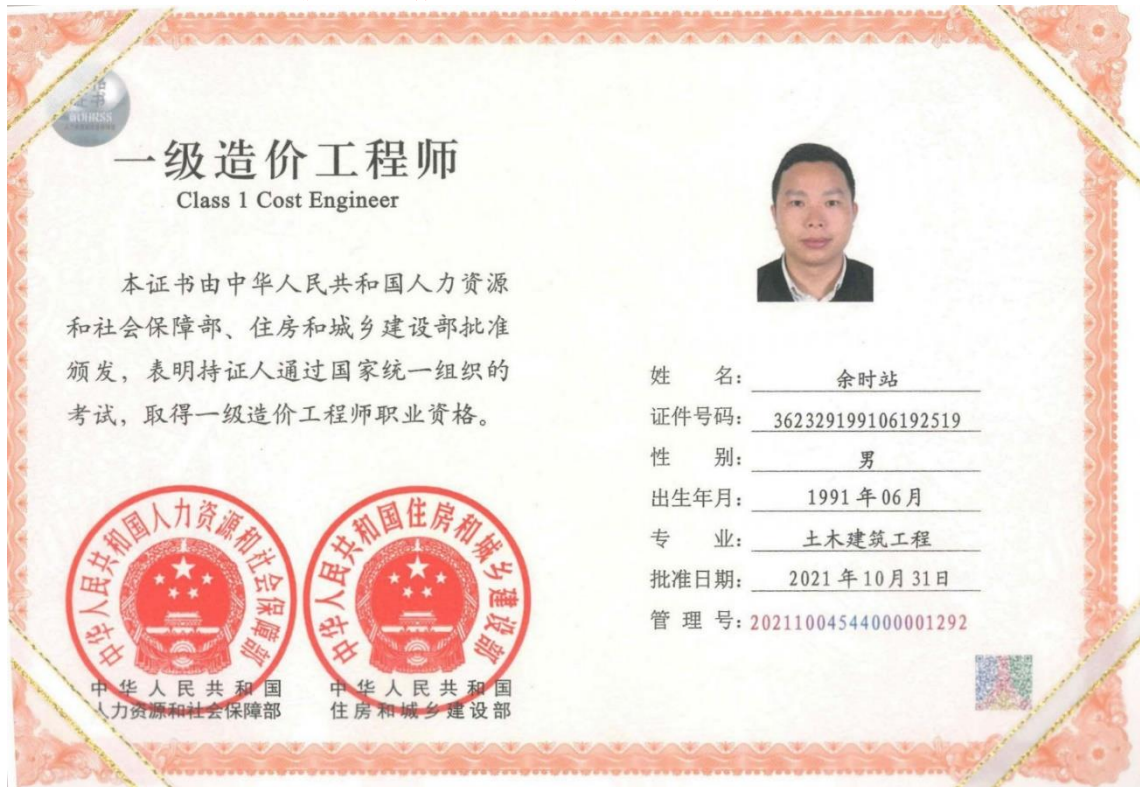 证书
MOHRSS
一级造价工程师
Class 1 Cost Engineer
本证书由中华人民共和国人力资源
和社会保障部、住房和城乡建设部批准
颁发，表明持证人通过国家统一组织的
考试，取得一级造价工程师职业资格。
中华人民共和国人力资源和社会保障部
中华人民共和国住房和城乡建设部
中华人民共和国
人力资源和社会保障部
中华人民共和国
住房和城乡建设部
姓 名：余时站
证件号码：362329199106192519
性 别：男
出生年月：1991年06月
专 业：土木建筑工程
批准日期：2021年10月31日
管 理 号：20211004544000001292